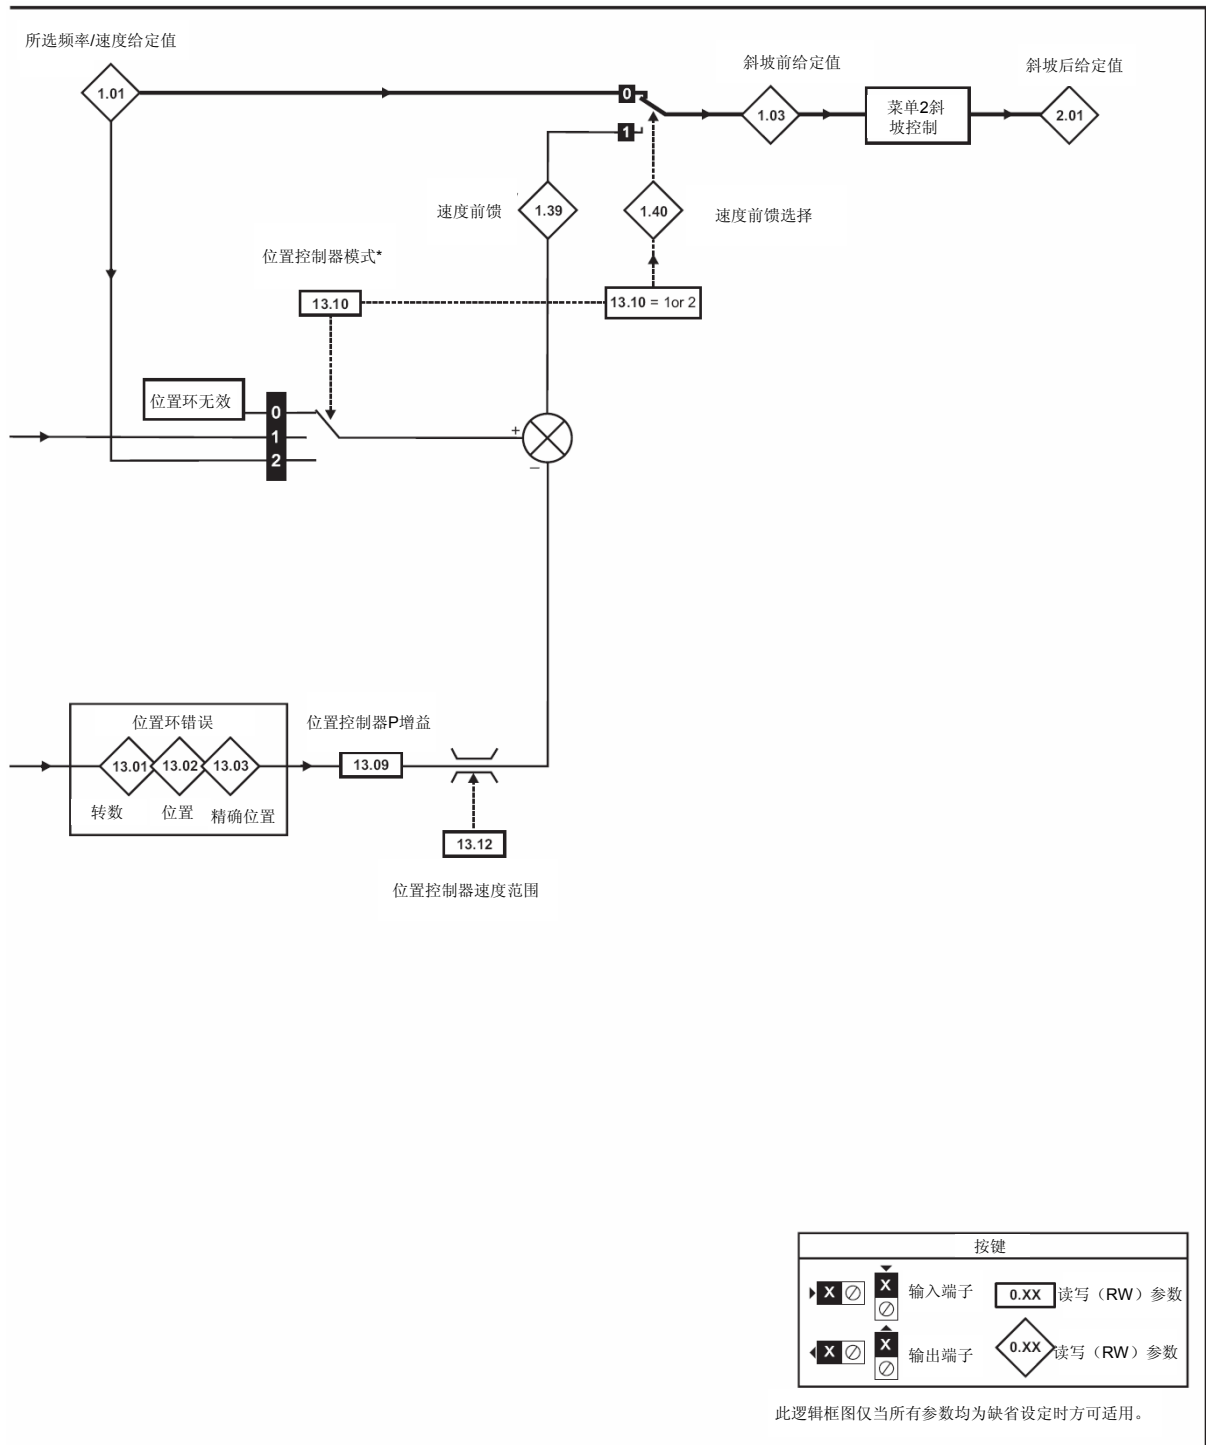 所选频率/速度给定值
1.01
0
1
斜坡前给定值
1.03
菜单2斜
坡控制
斜坡后给定值
2.01
速度前馈
1.39
1.40
速度前馈选择
位置控制器模式*
13.10
13.10 = 1or 2
位置环无效
0
1
2
+
−
位置环错误
13.01
13.02
13.03
转数
位置
精确位置
位置控制器P增益
13.09
13.12
位置控制器速度范围
按键
X
X
输入端子
0.XX
读写（RW）参数
X
X
输出端子
0.XX
读写（RW）参数
此逻辑框图仅当所有参数均为缺省设定时方可适用。